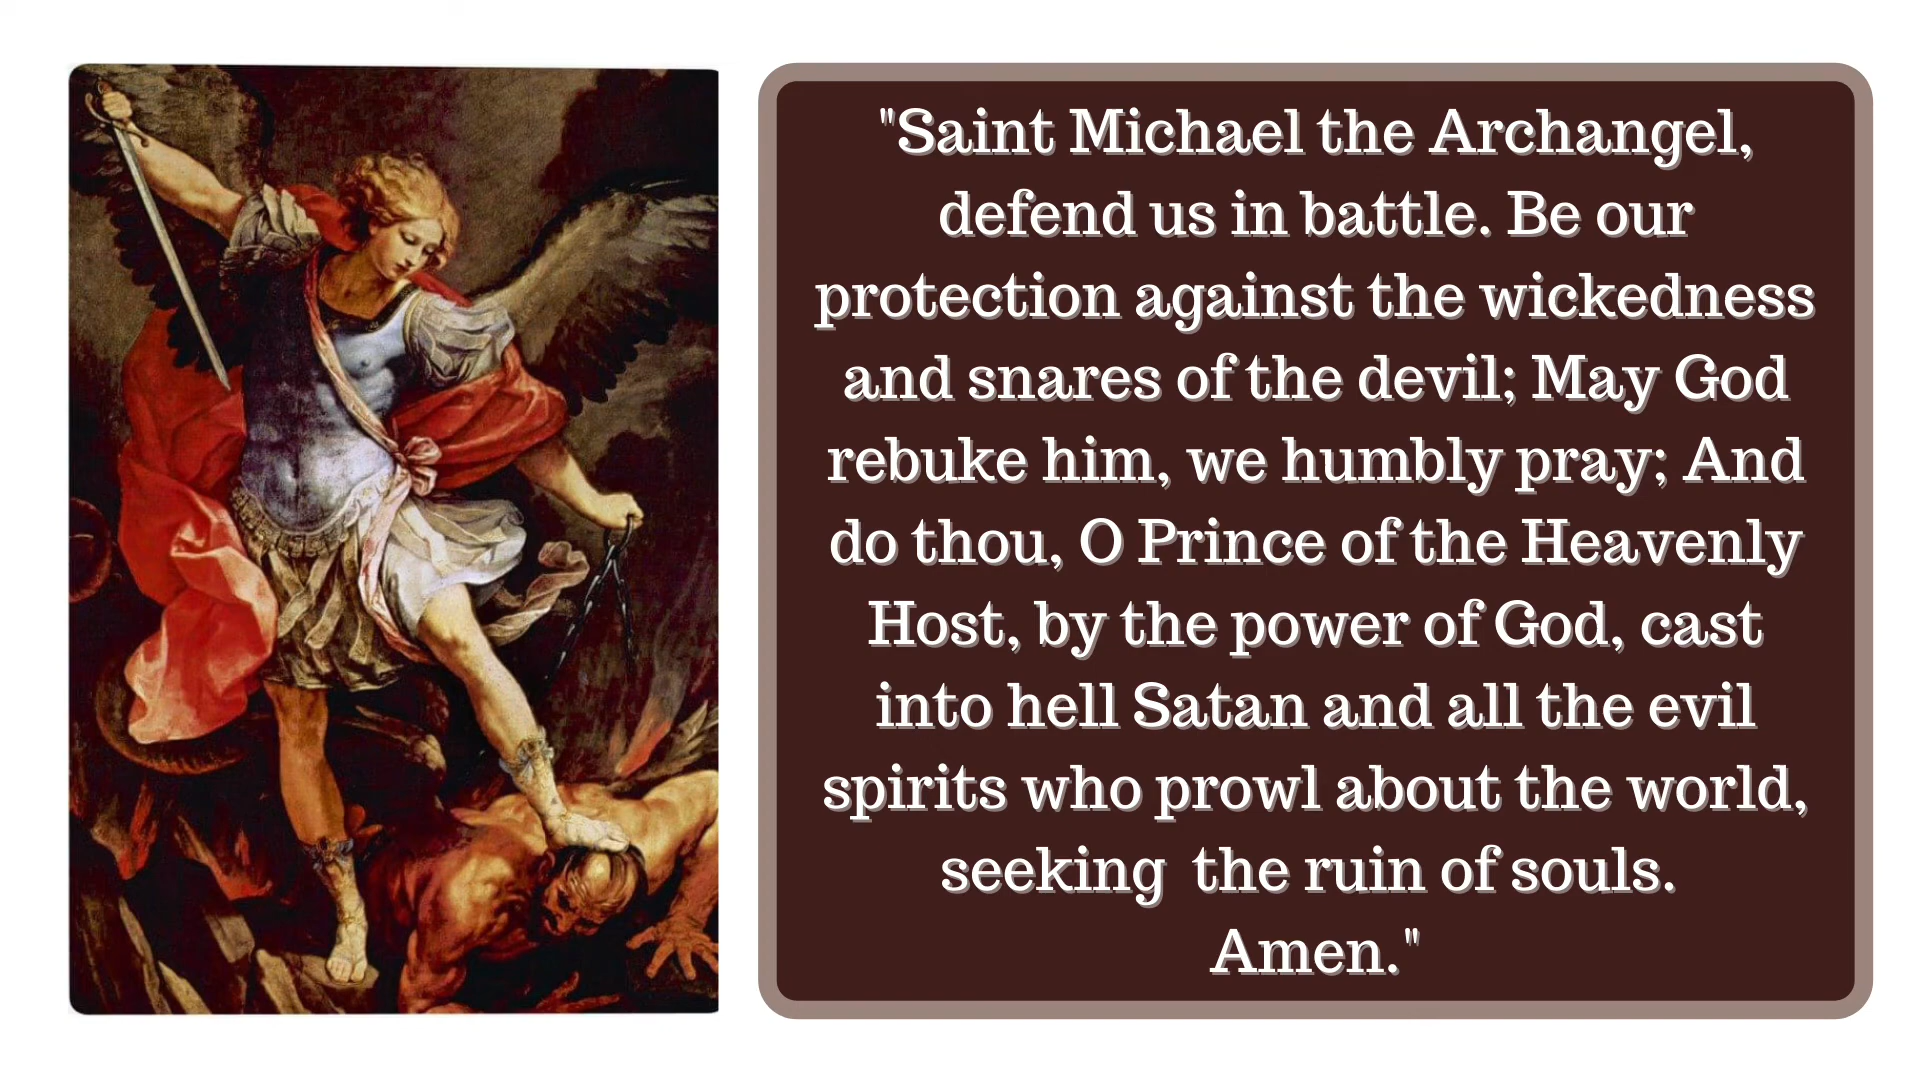 "Saint Michael the Archangel,
defend us in battle. Be our
protection against the wickedness
and snares of the devil; May God
rebuke him, we humbly pray; And
do thou, O Prince of the Heavenly
Host, by the power of God, cast
into hell Satan and all the evil
spirits who prowl about the world,
seeking  the ruin of souls.
Amen."